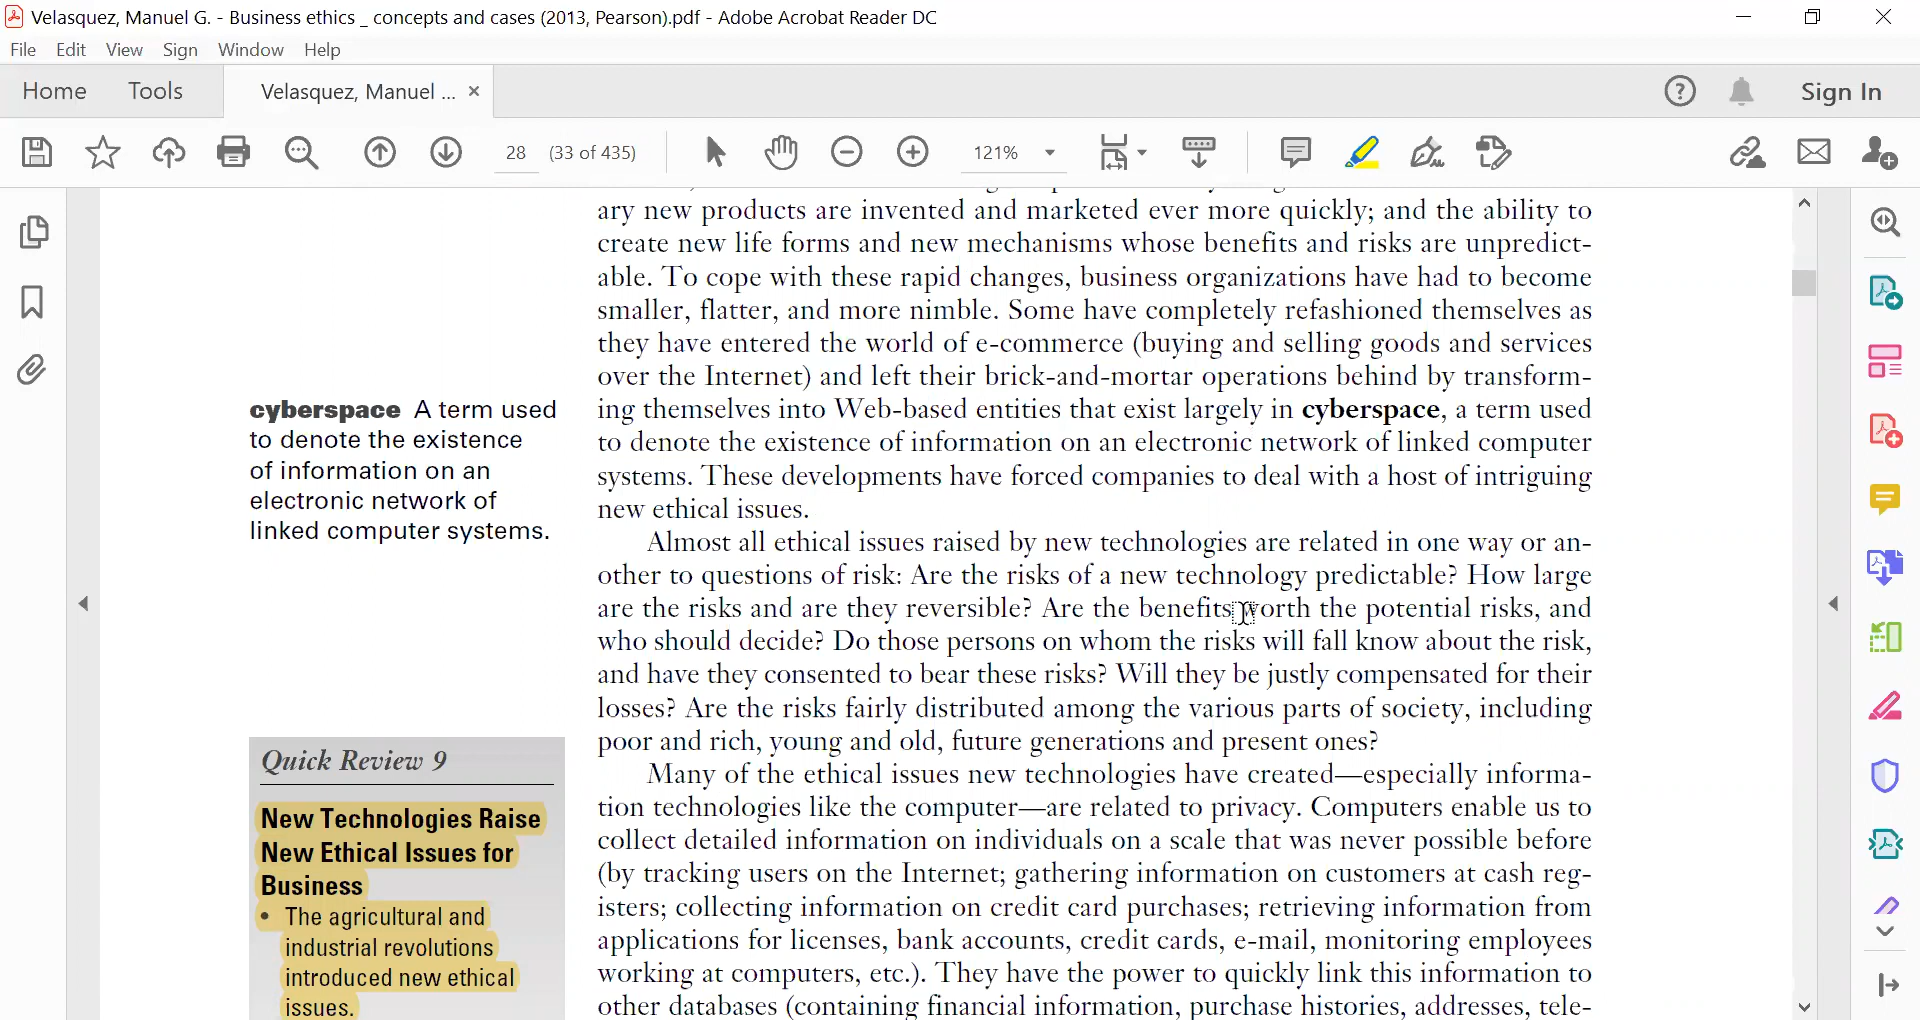 Velasquez, Manuel G. - Business ethics _ concepts and cases (2013, Pearson).pdf - Adobe Acrobat Reader DC
File Edit View Sign Window Help
Home Tools Velasquez, Manuel ... × Sign In
28 (33 of 435) 121%
ary new products are invented and marketed ever more quickly; and the ability to
create new life forms and new mechanisms whose benefits and risks are unpredict-
able. To cope with these rapid changes, business organizations have had to become
smaller, flatter, and more nimble. Some have completely refashioned themselves as
they have entered the world of e-commerce (buying and selling goods and services
over the Internet) and left their brick-and-mortar operations behind by transform-
ing themselves into Web-based entities that exist largely in cyberspace, a term used
to denote the existence of information on an electronic network of linked computer
systems. These developments have forced companies to deal with a host of intriguing
new ethical issues.
Almost all ethical issues raised by new technologies are related in one way or an-
other to questions of risk: Are the risks of a new technology predictable? How large
are the risks and are they reversible? Are the benefits worth the potential risks, and
who should decide? Do those persons on whom the risks will fall know about the risk,
and have they consented to bear these risks? Will they be justly compensated for their
losses? Are the risks fairly distributed among the various parts of society, including
poor and rich, young and old, future generations and present ones?
Many of the ethical issues new technologies have created—especially informa-
tion technologies like the computer—are related to privacy. Computers enable us to
collect detailed information on individuals on a scale that was never possible before
(by tracking users on the Internet; gathering information on customers at cash reg-
isters; collecting information on credit card purchases; retrieving information from
applications for licenses, bank accounts, credit cards, e-mail, monitoring employees
working at computers, etc.). They have the power to quickly link this information to
other databases (containing financial information, purchase histories, addresses, tele-
cyberspace A term used
to denote the existence
of information on an
electronic network of
linked computer systems.
Quick Review 9
New Technologies Raise
New Ethical Issues for
Business
• The agricultural and
industrial revolutions
introduced new ethical
issues.